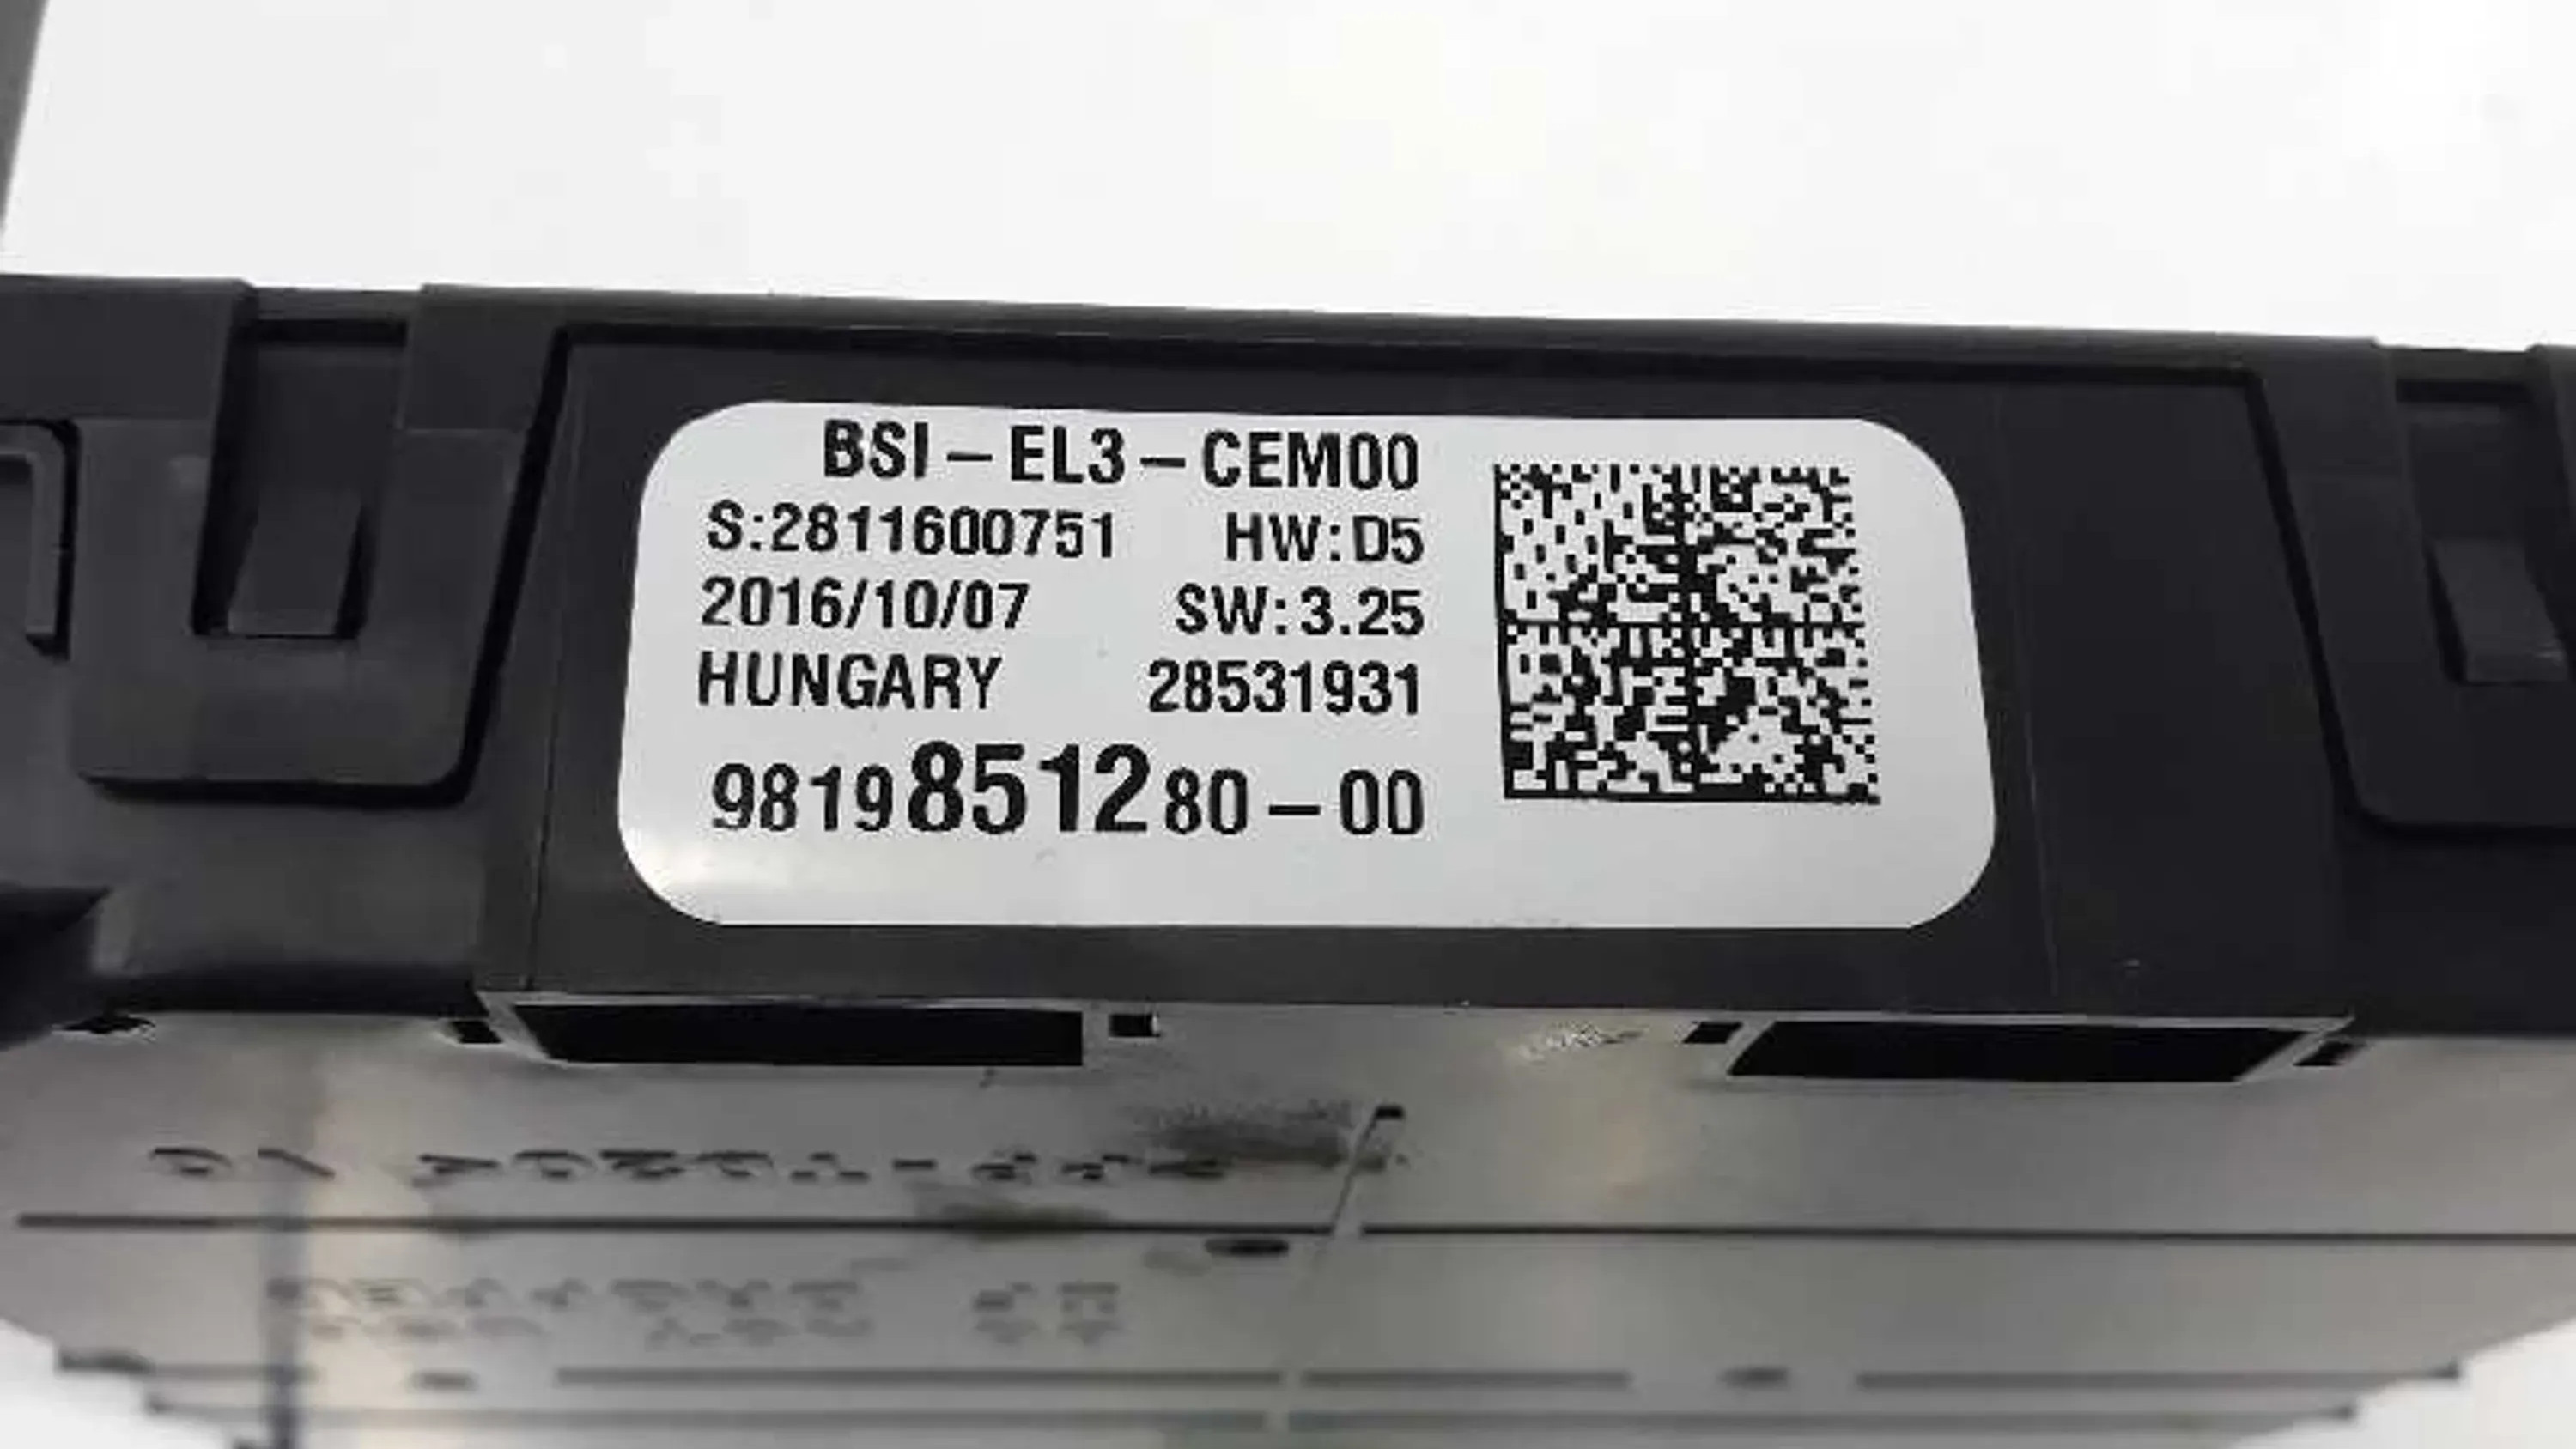 BSI-EL3-CEM00
S:2811600751 HW:D5
2016/10/07 SW:3.25
HUNGARY 28531931
9819851280-00